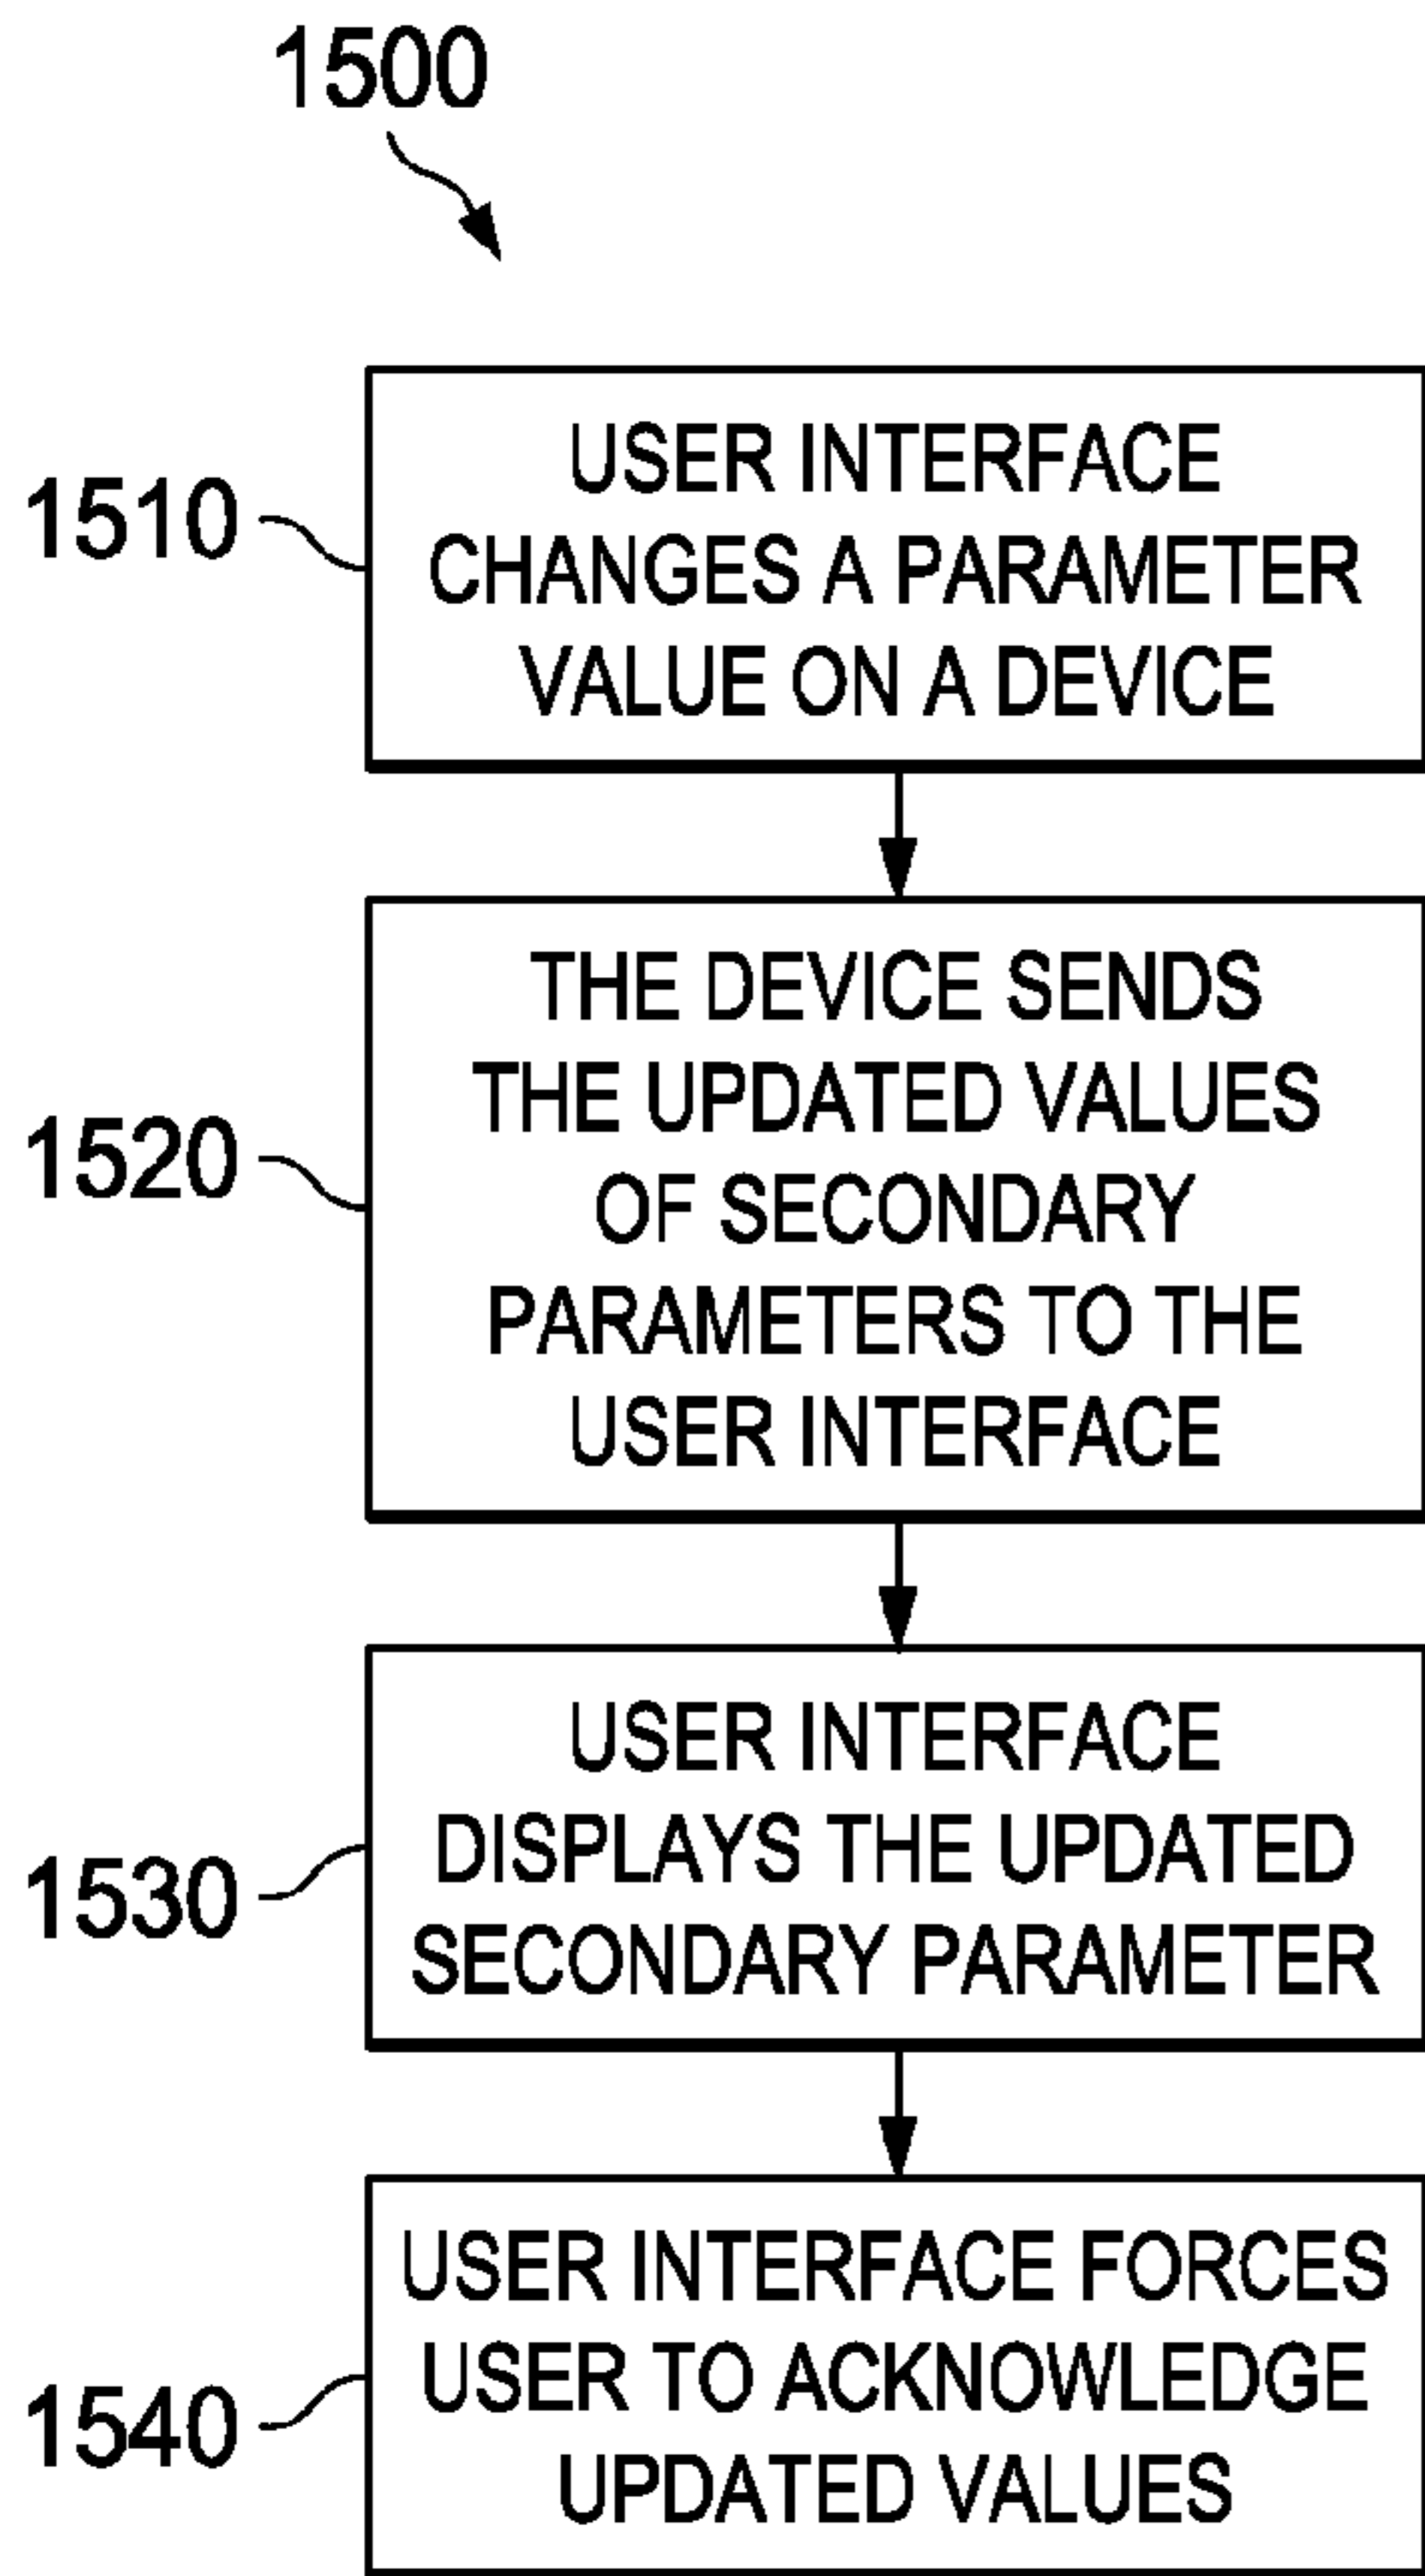 1500
1510
USER INTERFACE
CHANGES A PARAMETER
VALUE ON A DEVICE
1520
THE DEVICE SENDS
THE UPDATED VALUES
OF SECONDARY
PARAMETERS TO THE
USER INTERFACE
1530
USER INTERFACE
DISPLAYS THE UPDATED
SECONDARY PARAMETER
1540
USER INTERFACE FORCES
USER TO ACKNOWLEDGE
UPDATED VALUES